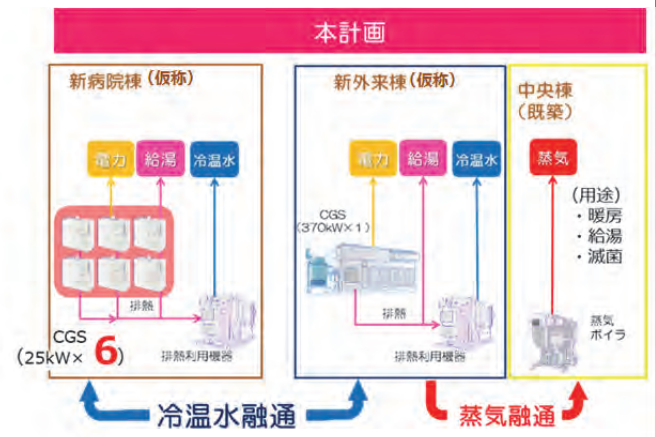 本計画
新病院棟(仮称)
電力
給湯
冷温水
排熱
CGS
(25kW×6)
排熱利用機器
新外来棟(仮称)
電力
給湯
冷温水
CGS
(370kW×1)
排熱
排熱利用機器
中央棟
(既築)
蒸気
(用途)
・暖房
・給湯
・滅菌
蒸気
ボイラ
冷温水融通
蒸気融通